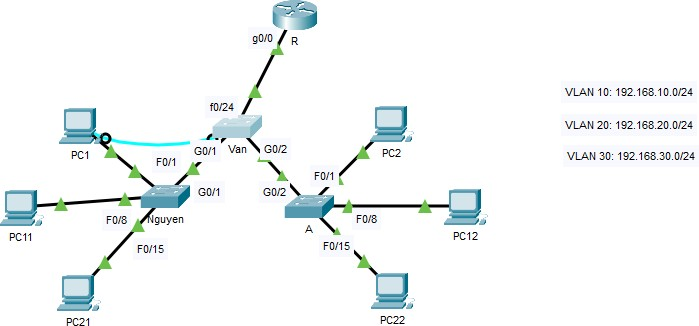 g0/0
R
VLAN 10: 192.168.10.0/24
f0/24
VLAN 20: 192.168.20.0/24
PC1
Van
PC2
F0/1
G0/1
G0/2
VLAN 30: 192.168.30.0/24
G0/1
G0/2
F0/1
PC11
F0/8
Nguyen
A
F0/8
PC12
F0/15
F0/15
PC21
PC22